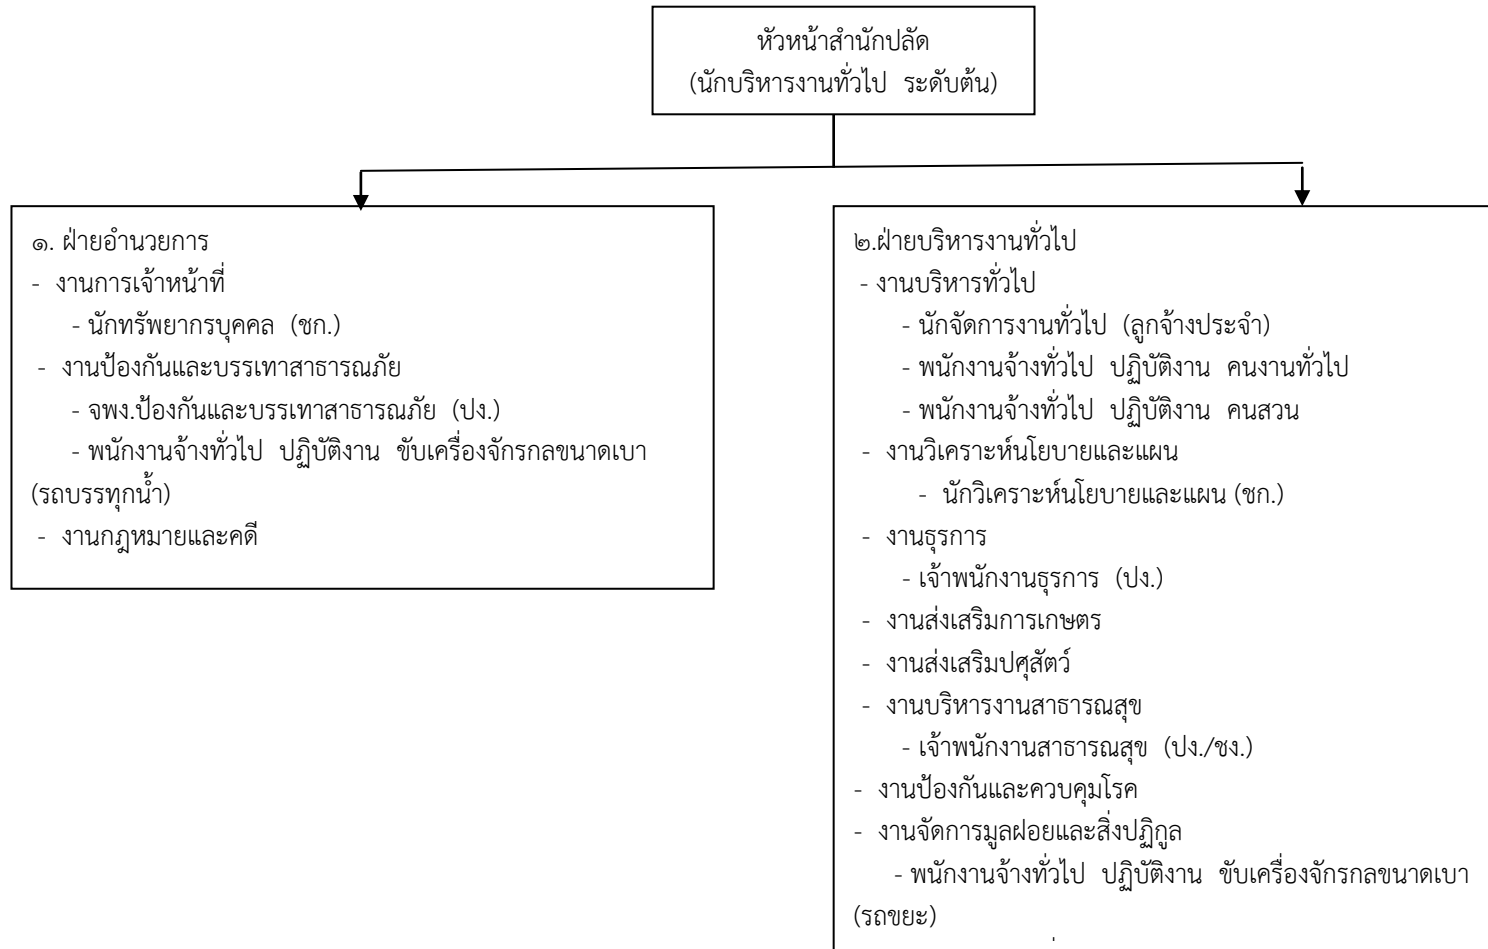 หัวหน้าสำนักปลัด
(นักบริหารงานทั่วไป ระดับต้น)
๑. ฝ่ายอำนวยการ
- งานการเจ้าหน้าที่
- นักทรัพยากรบุคคล (ชก.)
- งานป้องกันและบรรเทาสาธารณภัย
- จพง.ป้องกันและบรรเทาสาธารณภัย (ปง.)
- พนักงานจ้างทั่วไป ปฏิบัติงาน ขับเครื่องจักรกลขนาดเบา
(รถบรรทุกน้ำ)
- งานกฎหมายและคดี
๒.ฝ่ายบริหารงานทั่วไป
- งานบริหารทั่วไป
- นักจัดการงานทั่วไป (ลูกจ้างประจำ)
- พนักงานจ้างทั่วไป ปฏิบัติงาน คนงานทั่วไป
- พนักงานจ้างทั่วไป ปฏิบัติงาน คนสวน
- งานวิเคราะห์นโยบายและแผน
- นักวิเคราะห์นโยบายและแผน (ชก.)
- งานธุรการ
- เจ้าพนักงานธุรการ (ปง.)
- งานส่งเสริมการเกษตร
- งานส่งเสริมปศุสัตว์
- งานบริหารงานสาธารณสุข
- เจ้าพนักงานสาธารณสุข (ปง./ชง.)
- งานป้องกันและควบคุมโรค
- งานจัดการมูลฝอยและสิ่งปฏิกูล
- พนักงานจ้างทั่วไป ปฏิบัติงาน ขับเครื่องจักรกลขนาดเบา
(รถขยะ)